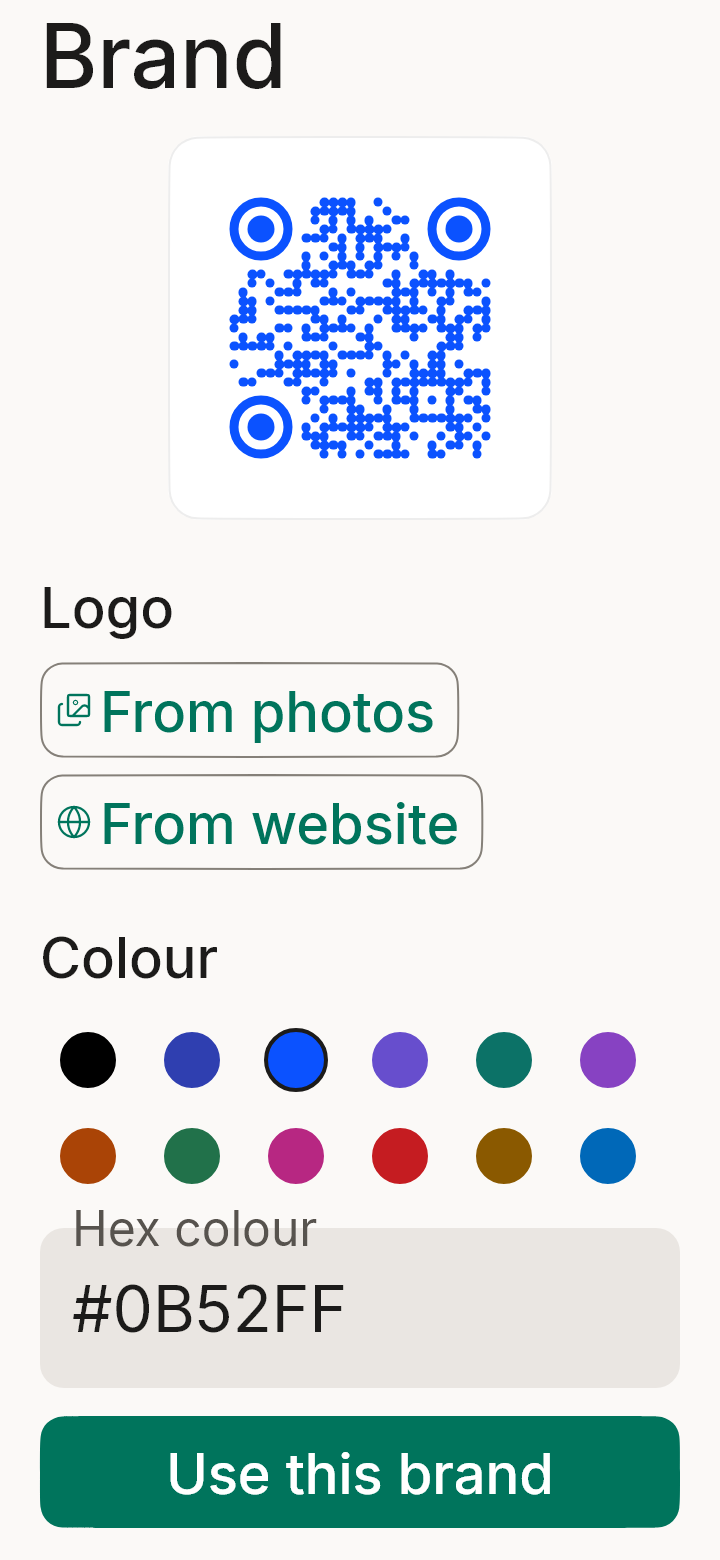 Brand
Logo
From photos
From website
Colour
Hex colour
#0B52FF
Use this brand